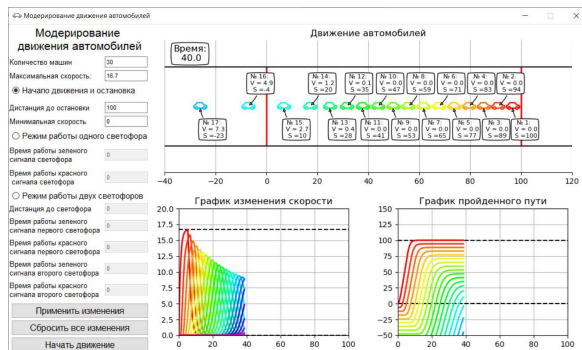 Модерирование движения автомобилей
Модерирование
движения автомобилей
Количество машин 30
Максимальная скорость: 16.7
Начало движения и остановка
Дистанция до остановки 100
Минимальная скорость 0
Режим работы одного светофора
Время работы зеленого
сигнала светофора 0
Время работы красного
сигнала светофора 0
Режим работы двух светофоров
Дистанция до светофора 0
Время работы зеленого
сигнала первого светофора 0
Время работы красного
сигнала первого светофора 0
Время работы зеленого
сигнала второго светофора 0
Время работы красного
сигнала второго светофора 0
Применить изменения
Сбросить все изменения
Начать движение
Движение автомобилей
Время:
40.0
№ 16:
V = 4.9
S = -4
№ 14:
V = 1.2
S = 20
№ 12:
V = 0.1
S = 35
№ 10:
V = 0.0
S = 47
№ 8:
V = 0.0
S = 59
№ 6:
V = 0.0
S = 71
№ 4:
V = 0.0
S = 83
№ 2:
V = 0.0
S = 94
№ 17:
V = 7.3
S = -23
№ 15:
V = 2.7
S = 10
№ 13:
V = 0.4
S = 28
№ 11:
V = 0.0
S = 41
№ 9:
V = 0.0
S = 53
№ 7:
V = 0.0
S = 65
№ 5:
V = 0.0
S = 77
№ 3:
V = 0.0
S = 89
№ 1:
V = 0.0
S = 100
−40 −20 0 20 40 60 80 100 120
График изменения скорости
20.0
17.5
15.0
12.5
10.0
7.5
5.0
2.5
0.0
0 20 40 60 80 100
График пройденного пути
150
125
100
75
50
25
0
−25
−50
0 20 40 60 80 100